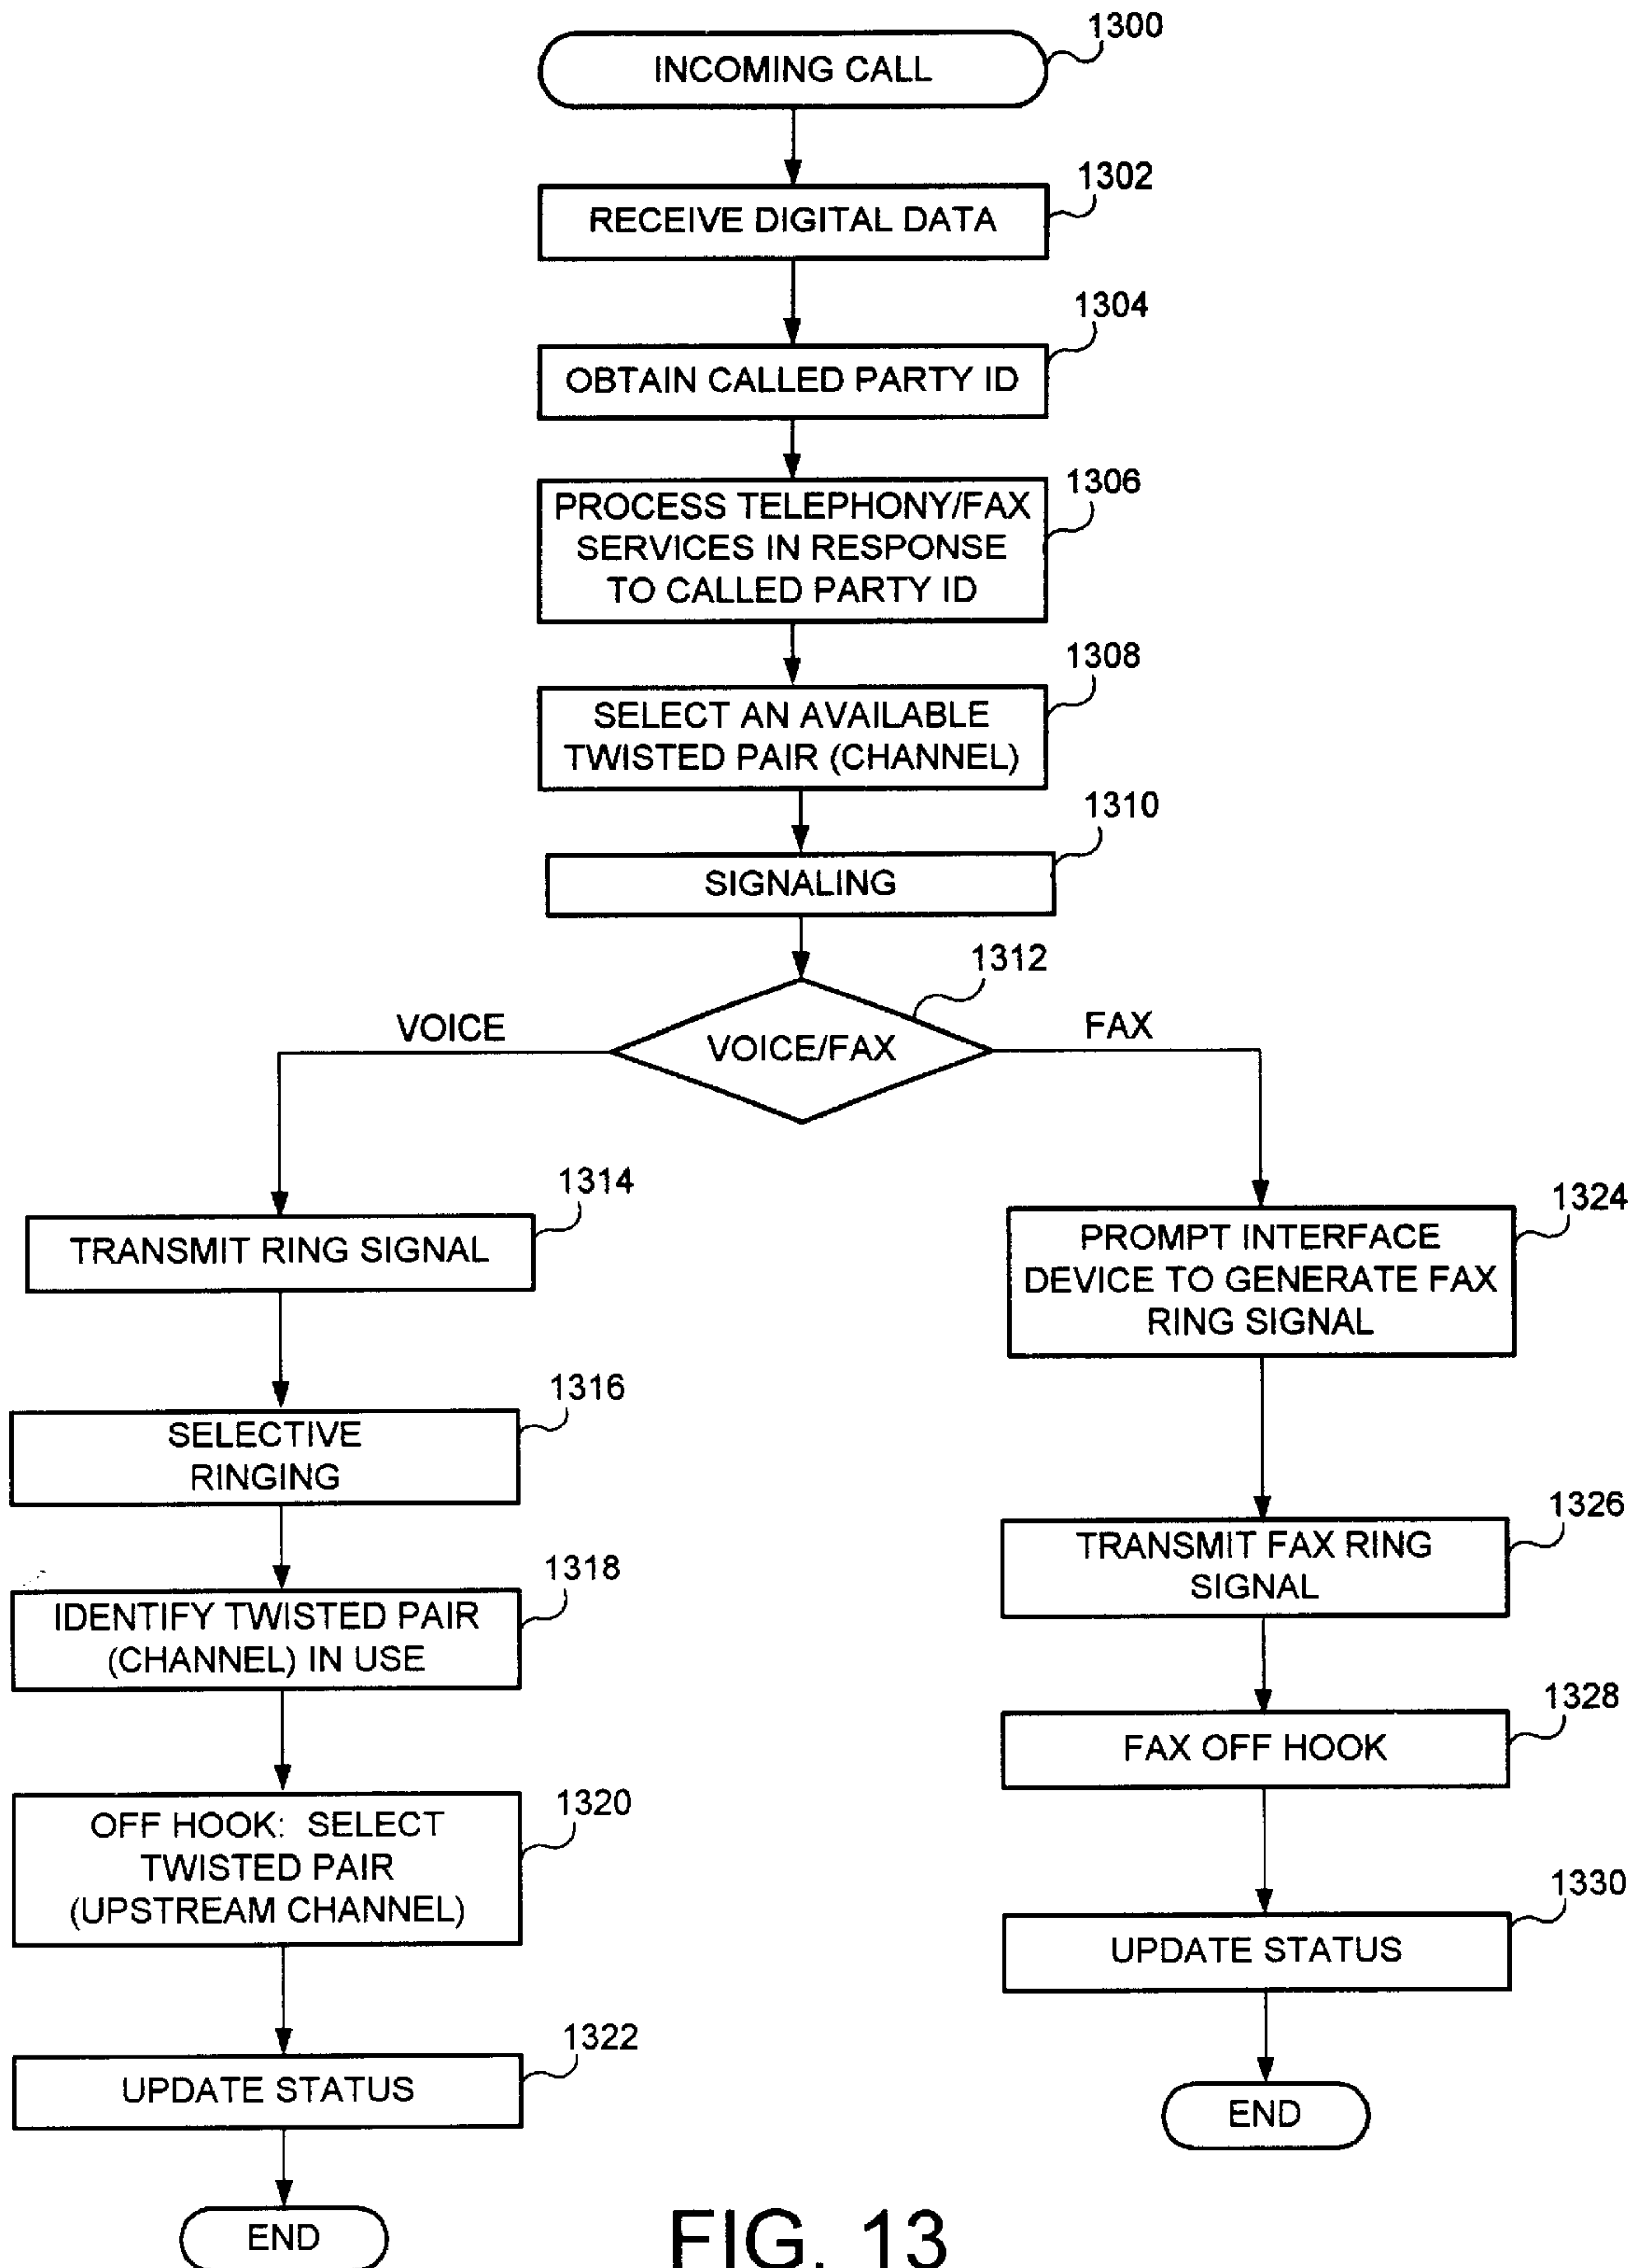 1300
INCOMING CALL
1302
RECEIVE DIGITAL DATA
1304
OBTAIN CALLED PARTY ID
1306
PROCESS TELEPHONY/FAX
SERVICES IN RESPONSE
TO CALLED PARTY ID
1308
SELECT AN AVAILABLE
TWISTED PAIR (CHANNEL)
1310
SIGNALING
1312
VOICE
VOICE/FAX
FAX
1314
TRANSMIT RING SIGNAL
1316
SELECTIVE
RINGING
1318
IDENTIFY TWISTED PAIR
(CHANNEL) IN USE
1320
OFF HOOK: SELECT
TWISTED PAIR
(UPSTREAM CHANNEL)
1322
UPDATE STATUS
END
1324
PROMPT INTERFACE
DEVICE TO GENERATE FAX
RING SIGNAL
1326
TRANSMIT FAX RING
SIGNAL
1328
FAX OFF HOOK
1330
UPDATE STATUS
END
FIG. 13